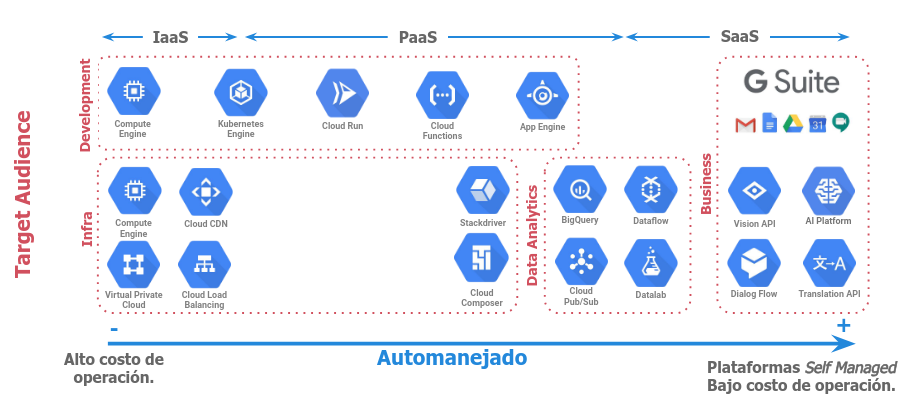 IaaS
PaaS
SaaS
Target Audience
Development
Compute
Engine
Kubernetes
Engine
Cloud Run
Cloud
Functions
App Engine
Infra
Compute
Engine
Cloud CDN
Stackdriver
Virtual Private
Cloud
Cloud Load
Balancing
Cloud
Composer
Data Analytics
BigQuery
Dataflow
Cloud
Pub/Sub
Datalab
Business
G Suite
31
Vision API
AI Platform
文→A
Dialog Flow
Translation API
-
+
Alto costo de
operación.
Automanejado
Plataformas Self Managed
Bajo costo de operación.